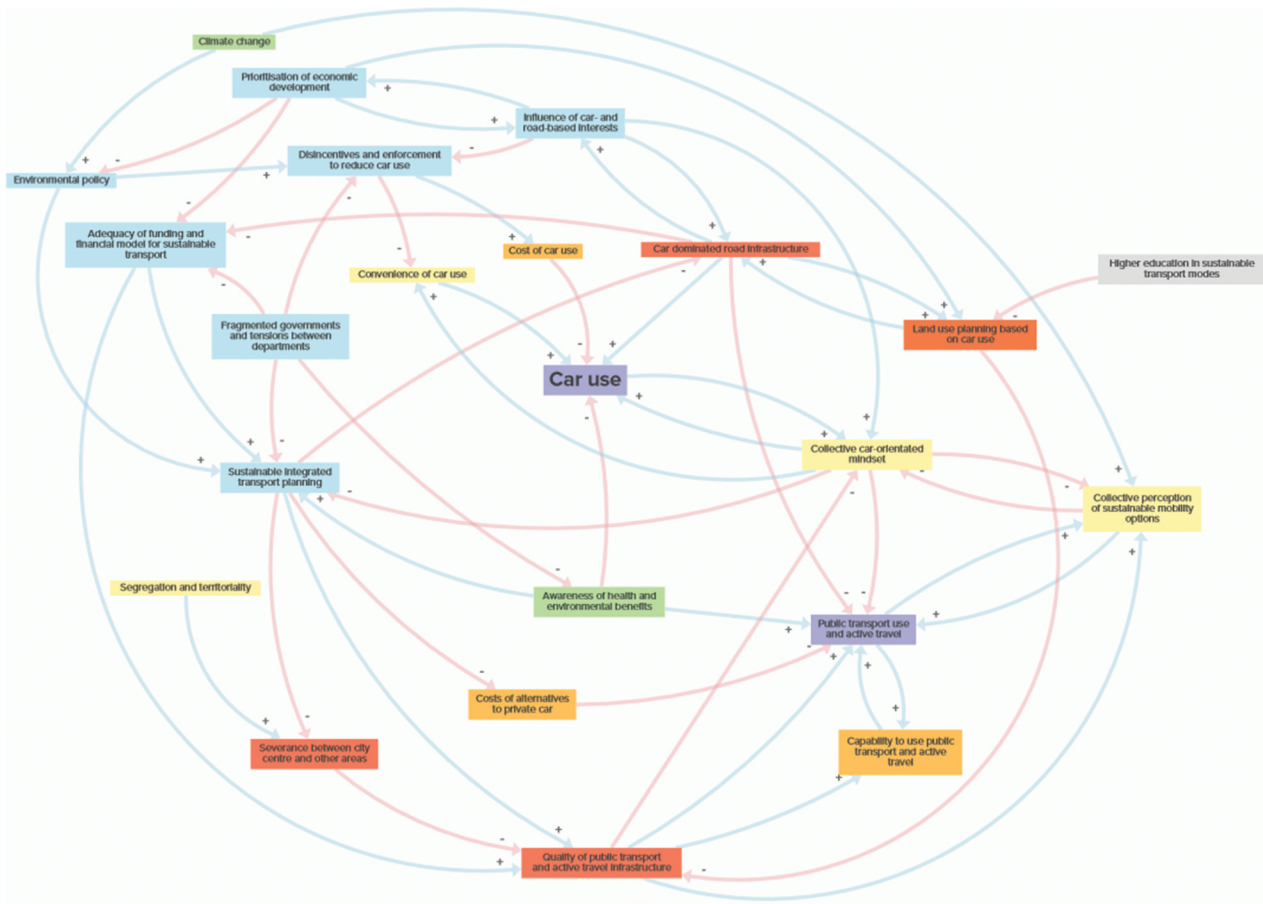 Climate change
Prioritisation of economic
development
+
Influence of car- and
road-based interests
+
+
+
-
-
Disincentives and enforcement
to reduce car use
+
Environmental policy
+
-
-
+
Adequacy of funding and
financial model for sustainable
transport
-
+
-
Cost of car use
Car dominated road infrastructure
Convenience of car use
-
+
Higher education in sustainable
transport modes
-
+
+
+
-
Fragmented governments
and tensions between
departments
Land use planning based
on car use
-
+
+
Car use
+
-
+
+
+
-
Collective car-orientated
mindset
+
Sustainable integrated
transport planning
+
-
-
+
-
-
Collective perception
of sustainable mobility
options
+
+
-
Segregation and territoriality
Awareness of health and
environmental benefits
-
-
+
+
Public transport use
and active travel
-
+
+
-
Costs of alternatives
to private car
+
+
-
Severance between city
centre and other areas
Capability to use public
transport and active
travel
+
+
-
+
Quality of public transport
and active travel infrastructure
-